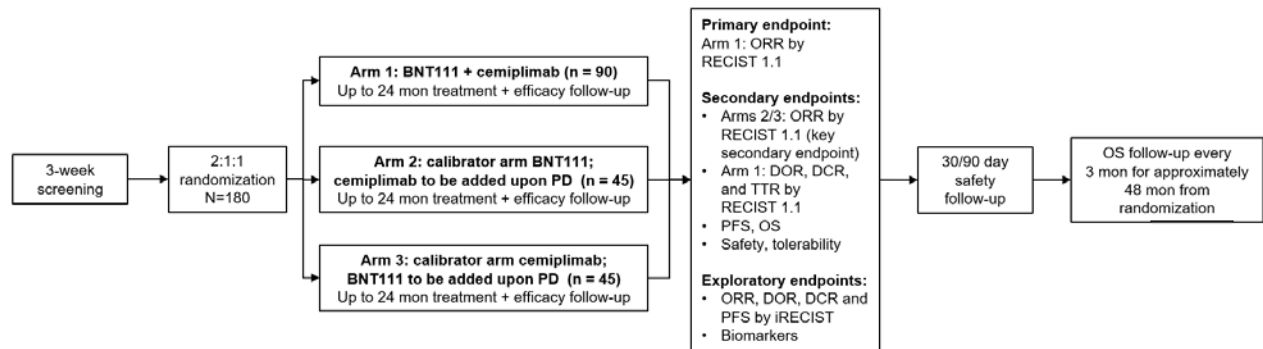 3-week
screening
2:1:1
randomization
N=180
Arm 1: BNT111 + cemiplimab (n = 90)
Up to 24 mon treatment + efficacy follow-up
Arm 2: calibrator arm BNT111;
cemiplimab to be added upon PD (n = 45)
Up to 24 mon treatment + efficacy follow-up
Arm 3: calibrator arm cemiplimab;
BNT111 to be added upon PD (n = 45)
Up to 24 mon treatment + efficacy follow-up
Primary endpoint:
Arm 1: ORR by
RECIST 1.1
Secondary endpoints:
• Arms 2/3: ORR by
RECIST 1.1 (key
secondary endpoint)
• Arm 1: DOR, DCR,
and TTR by
RECIST 1.1
• PFS, OS
• Safety, tolerability
Exploratory endpoints:
• ORR, DOR, DCR and
PFS by iRECIST
• Biomarkers
30/90 day
safety
follow-up
OS follow-up every
3 mon for approximately
48 mon from
randomization